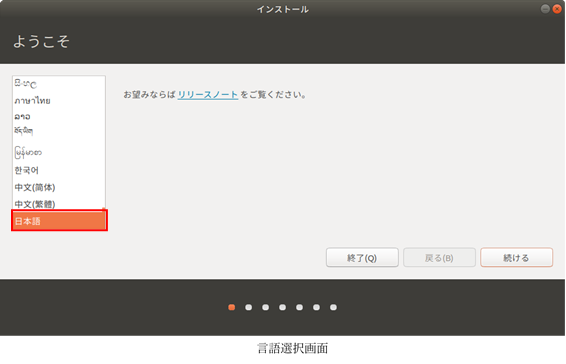 インストール
ようこそ
සිංහල
ภาษาไทย
ລາວ
བོད་ཡིག
မြန်မာစာ
한국어
中文(简体)
中文(繁體)
日本語
お望みならば リリースノート をご覧ください。
終了(Q)
戻る(B)
続ける
言語選択画面